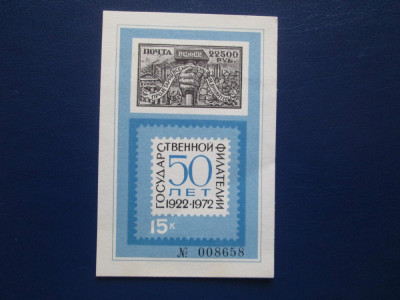 ПОЧТА 22500
РУБ.
ГОСУДАРСТВЕННОЙ ФИЛАТЕЛИИ
50
ЛЕТ
1922-1972
15к
№ 008658